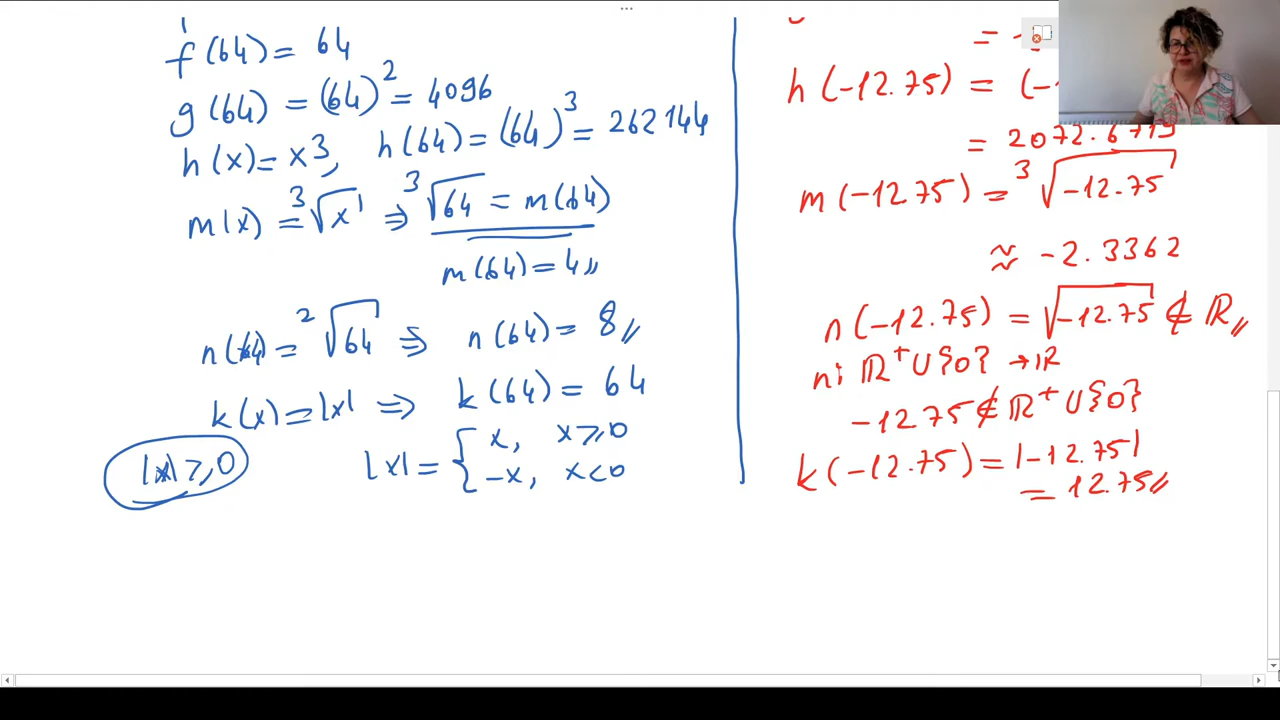 f(64) = 64
g(64) = (64)² = 4096
h(x) = x3, h(64) = (64)³ = 262144
m(x) = ³√x ⇒ ³√64 = m(64)
m(64) = 4
n(64) = ²√64 ⇒ n(64) = 8
k(x) = |x| ⇒ k(64) = 64
|x| ≥ 0
|x| = { x, x ≥ 0
-x, x < 0
h(-12.75) = (-1
= 2072.6719
m(-12.75) = ³√-12.75
≈ -2.3362
n(-12.75) = √-12.75 ∉ ℝ
n: ℝ⁺ ∪ {0} → ℝ
-12.75 ∉ ℝ⁺ ∪ {0}
k(-12.75) = |-12.75|
= 12.75